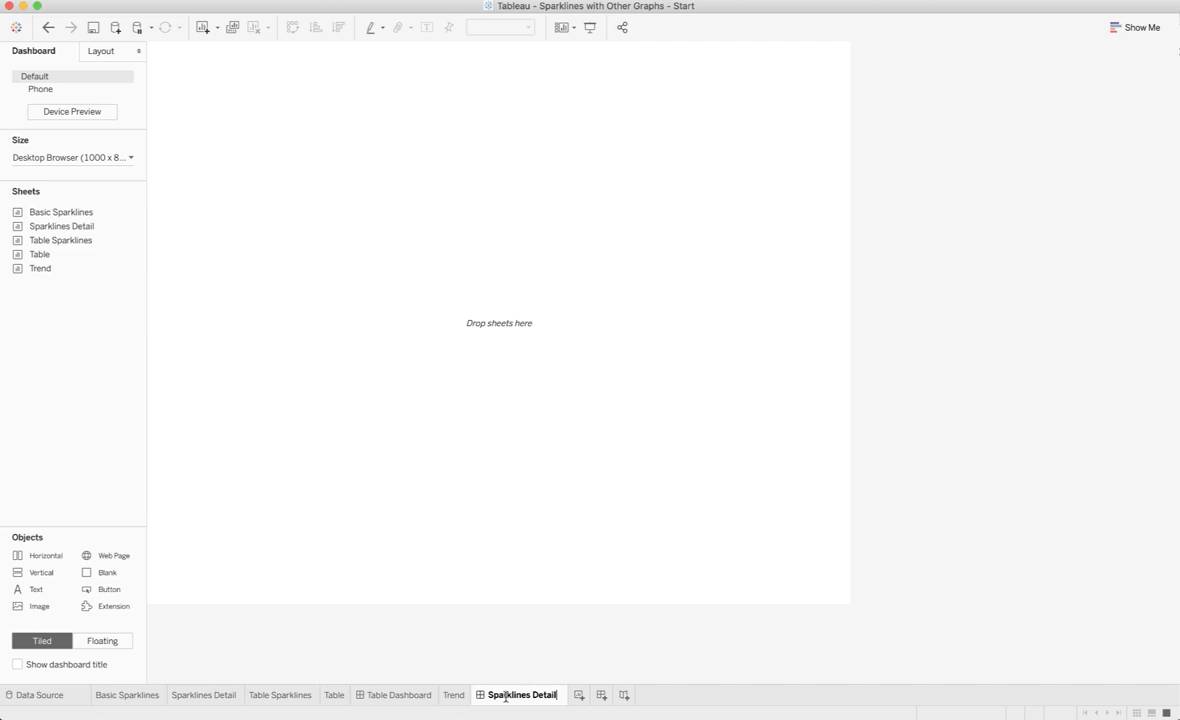 Tableau - Sparklines with Other Graphs - Start
Show Me
Dashboard
Layout
Default
Phone
Device Preview
Size
Desktop Browser (1000 x 8...
Sheets
Basic Sparklines
Sparklines Detail
Table Sparklines
Table
Trend
Drop sheets here
Objects
Horizontal Web Page
Vertical Blank
A Text Button
Image Extension
Tiled Floating
Show dashboard title
Data Source Basic Sparklines Sparklines Detail Table Sparklines Table Table Dashboard Trend Sparklines Detail